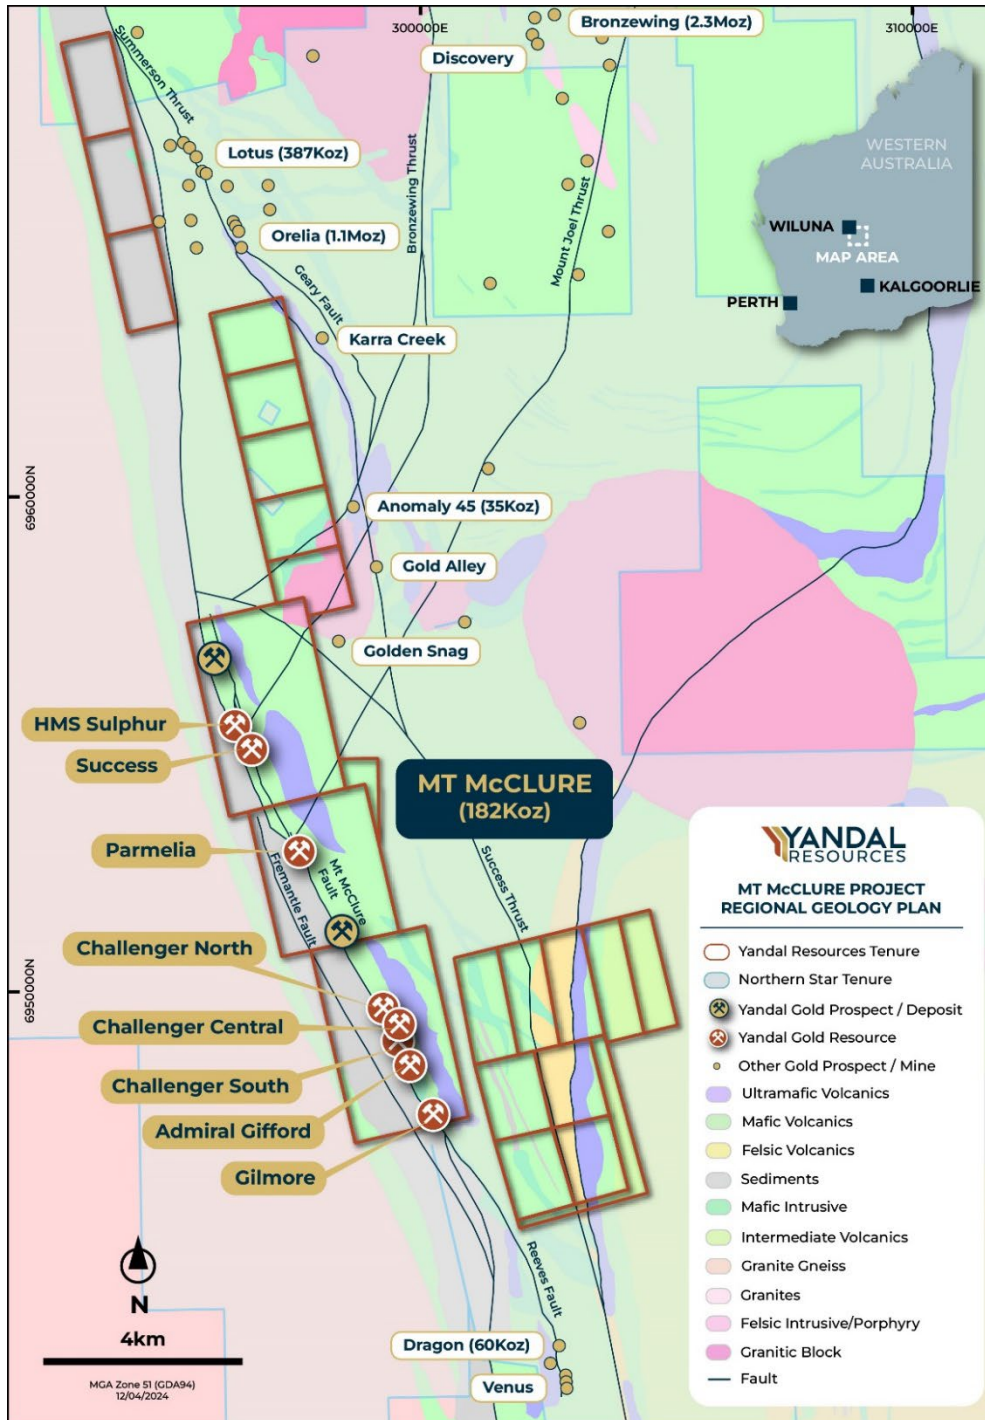 300000E
310000E
Bronzewing (2.3Moz)
Discovery
Summerson Thrust
WESTERN
AUSTRALIA
Lotus (387Koz)
Bronzewing Thrust
Mount Joel Thrust
WILUNA
MAP AREA
Orelia (1.1Moz)
Geary Fault
KALGOORLIE
PERTH
Karra Creek
6960000N
Anomaly 45 (35Koz)
Gold Alley
Golden Snag
HMS Sulphur
Success
MT McCLURE
(182Koz)
Parmelia
Fremantle Fault
Mt McClure
Fault
Success Thrust
Challenger North
6950000N
Challenger Central
Challenger South
Admiral Gifford
Gilmore
Reeves Fault
N
4km
MGA Zone 51 (GDA94)
12/04/2024
Dragon (60Koz)
Venus
YANDAL
RESOURCES
MT McCLURE PROJECT
REGIONAL GEOLOGY PLAN
Yandal Resources Tenure
Northern Star Tenure
Yandal Gold Prospect / Deposit
Yandal Gold Resource
Other Gold Prospect / Mine
Ultramafic Volcanics
Mafic Volcanics
Felsic Volcanics
Sediments
Mafic Intrusive
Intermediate Volcanics
Granite Gneiss
Granites
Felsic Intrusive/Porphyry
Granitic Block
Fault